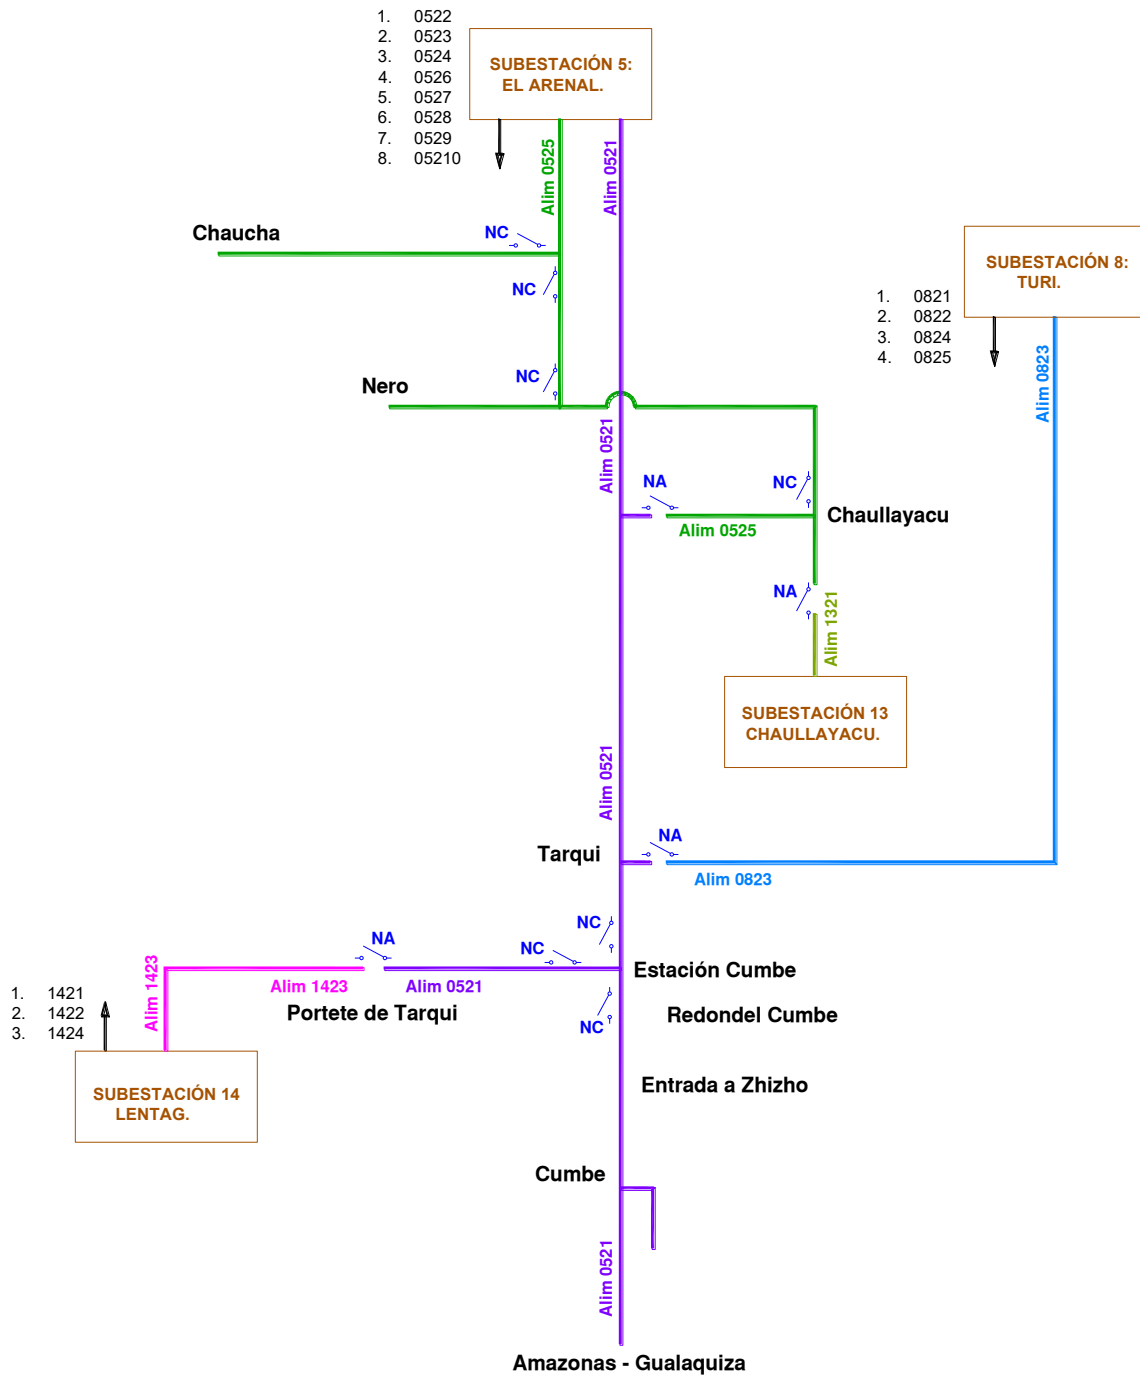 1. 0522
2. 0523
3. 0524
4. 0526
5. 0527
6. 0528
7. 0529
8. 05210
SUBESTACIÓN 5:
EL ARENAL.
Alim 0525
Alim 0521
Chaucha
NC
NC
SUBESTACIÓN 8:
TURI.
1. 0821
2. 0822
3. 0824
4. 0825
Alim 0823
Nero
NC
Alim 0521
NA
NC
Alim 0525
Chaullayacu
NA
Alim 1321
SUBESTACIÓN 13
CHAULLAYACU.
Alim 0521
Tarqui
NA
Alim 0823
NC
NA
NC
Estación Cumbe
Alim 1423
Alim 1423
Alim 0521
Portete de Tarqui
NC
Redondel Cumbe
1. 1421
2. 1422
3. 1424
SUBESTACIÓN 14
LENTAG.
Entrada a Zhizho
Cumbe
Alim 0521
Amazonas - Gualaquiza